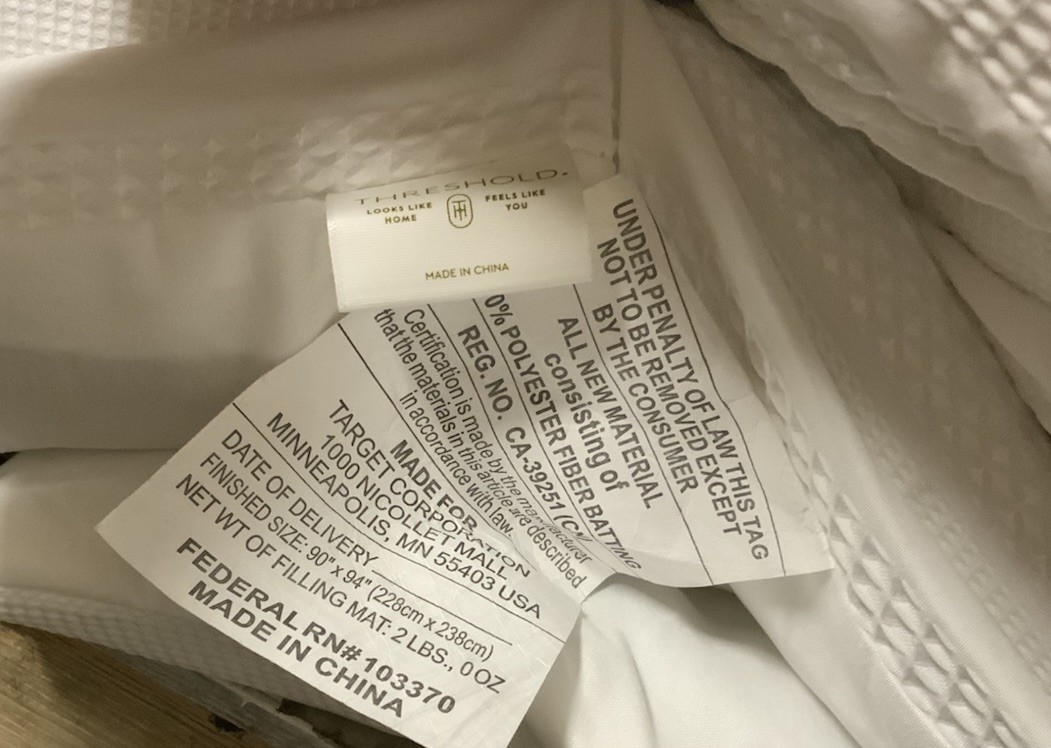 THRESHOLD.
LOOKS LIKE HOME
FEELS LIKE YOU
MADE IN CHINA
UNDER PENALTY OF LAW THIS TAG
NOT TO BE REMOVED EXCEPT
BY THE CONSUMER
ALL NEW MATERIAL
consisting of
0% POLYESTER FIBER BATTING
REG. NO. CA-39251 (CN)
Certification is made by the manufacturer
that the materials in this article are described
in accordance with law.
MADE FOR
TARGET CORPORATION
1000 NICOLLET MALL
MINNEAPOLIS, MN 55403 USA
DATE OF DELIVERY
FINISHED SIZE: 90"x 94" (228cm x 238cm)
NET WT OF FILLING MAT: 2 LBS., 0 OZ
FEDERAL RN# 103370
MADE IN CHINA